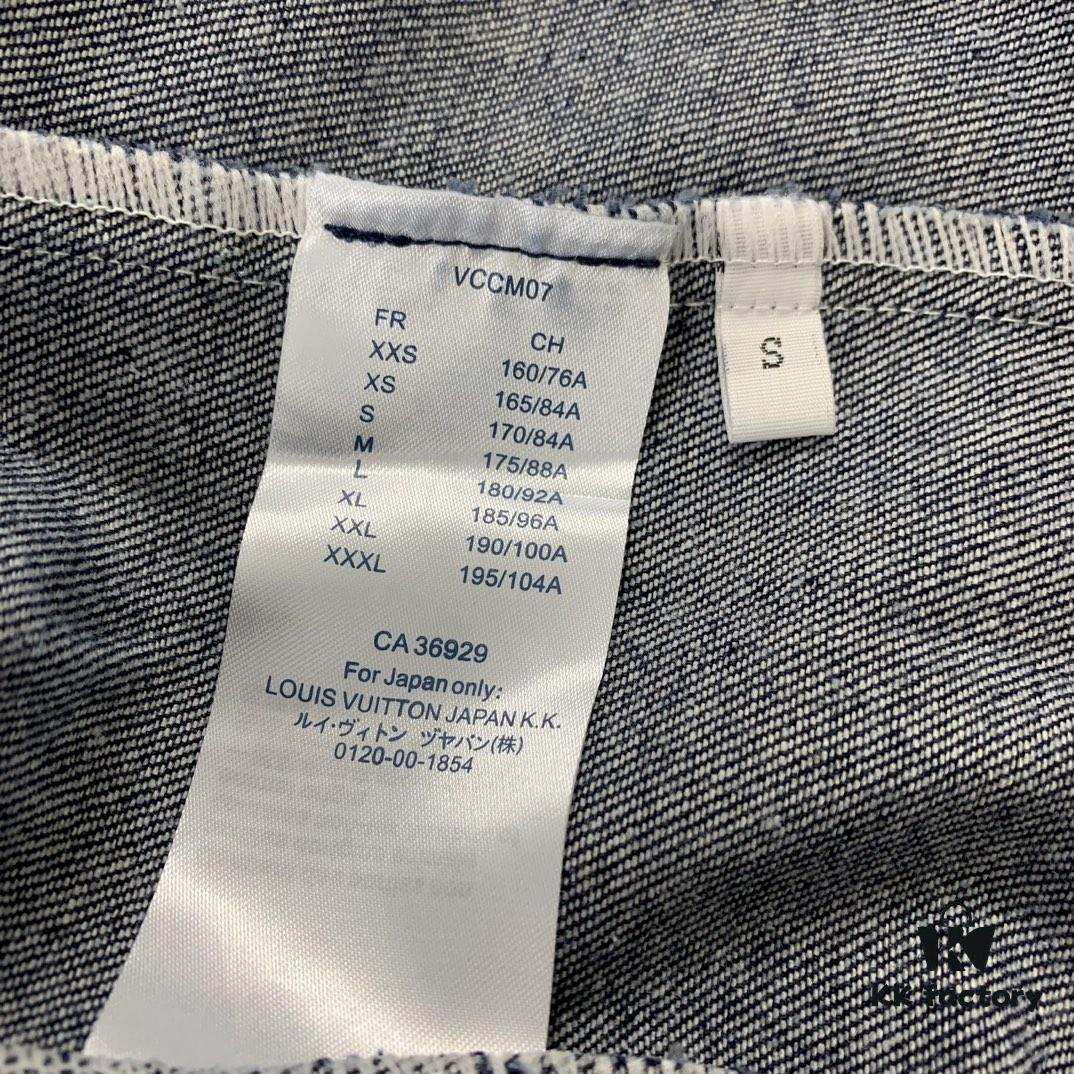 VCCM07
FR CH
XXS 160/76A
XS 165/84A
S 170/84A
M 175/88A
L 180/92A
XL 185/96A
XXL 190/100A
XXXL 195/104A
CA 36929
For Japan only:
LOUIS VUITTON JAPAN K.K.
ルイ・ヴィトン ヅヤパン(株)
0120-00-1854
S
KK factory